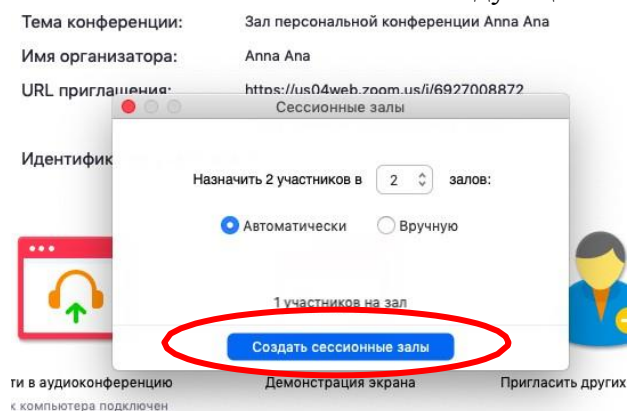 Тема конференции: Зал персональной конференции Anna Ana
Имя организатора: Anna Ana
URL приглашения: https://us04web.zoom.us/j/6927008872
Сессионные залы
Идентифик
Назначить 2 участников в 2 залов:
Автоматически Вручную
1 участников на зал
Создать сессионные залы
ти в аудиоконференцию Демонстрация экрана Пригласить других
к компьютера подключен